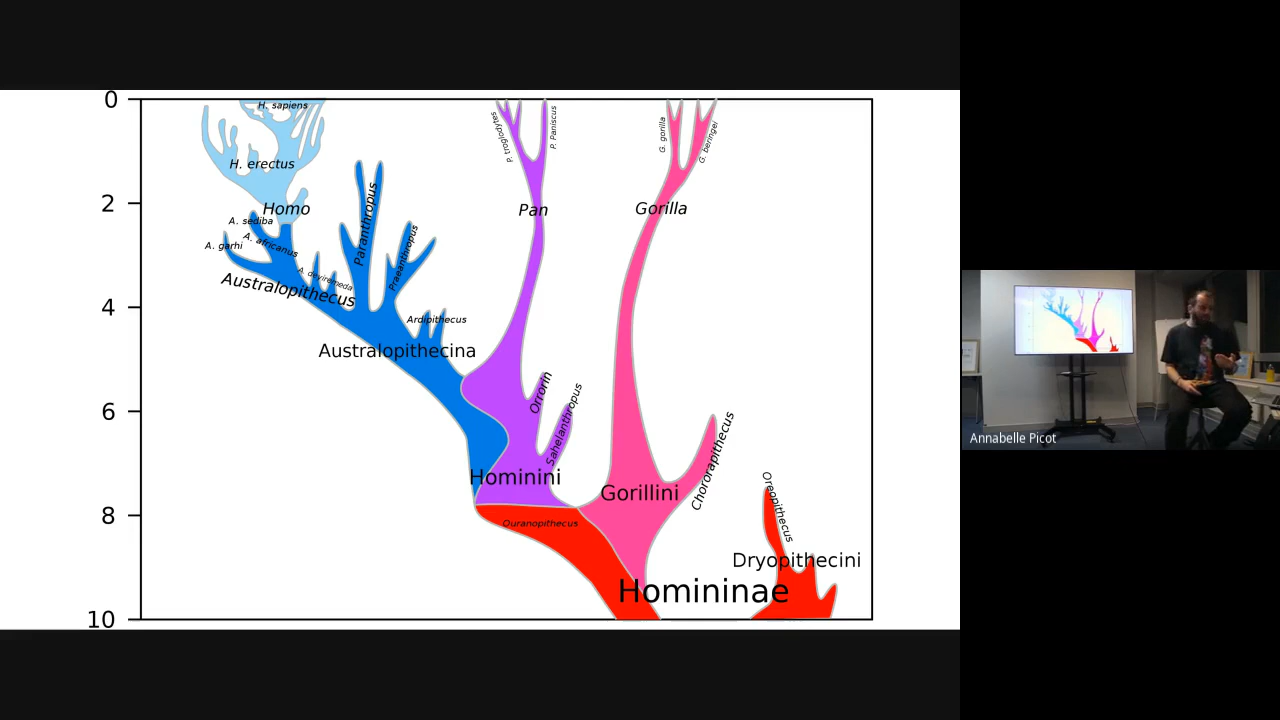 0
H. sapiens
P. troglodytes
P. Paniscus
G. gorilla
G. beringei
H. erectus
2
Homo
Pan
Gorilla
A. sediba
A. garhi
A. africanus
Paranthropus
Praeanthropus
A. deyiremeda
Australopithecus
4
Ardipithecus
Australopithecina
6
Orrorin
Sahelanthropus
Chororapithecus
Annabelle Picot
Hominini
Gorillini
Oreopithecus
8
Ouranopithecus
Dryopithecini
Homininae
10